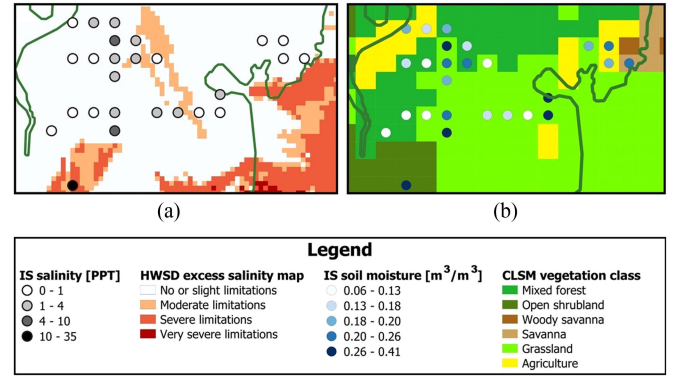 (a) (b)
Legend
IS salinity [PPT] HWSD excess salinity map IS soil moisture [m³/m³] CLSM vegetation class
0 - 1 No or slight limitations 0.06 - 0.13 Mixed forest
1 - 4 Moderate limitations 0.13 - 0.18 Open shrubland
4 - 10 Severe limitations 0.18 - 0.20 Woody savanna
10 - 35 Very severe limitations 0.20 - 0.26 Savanna
0.26 - 0.41 Grassland
Agriculture